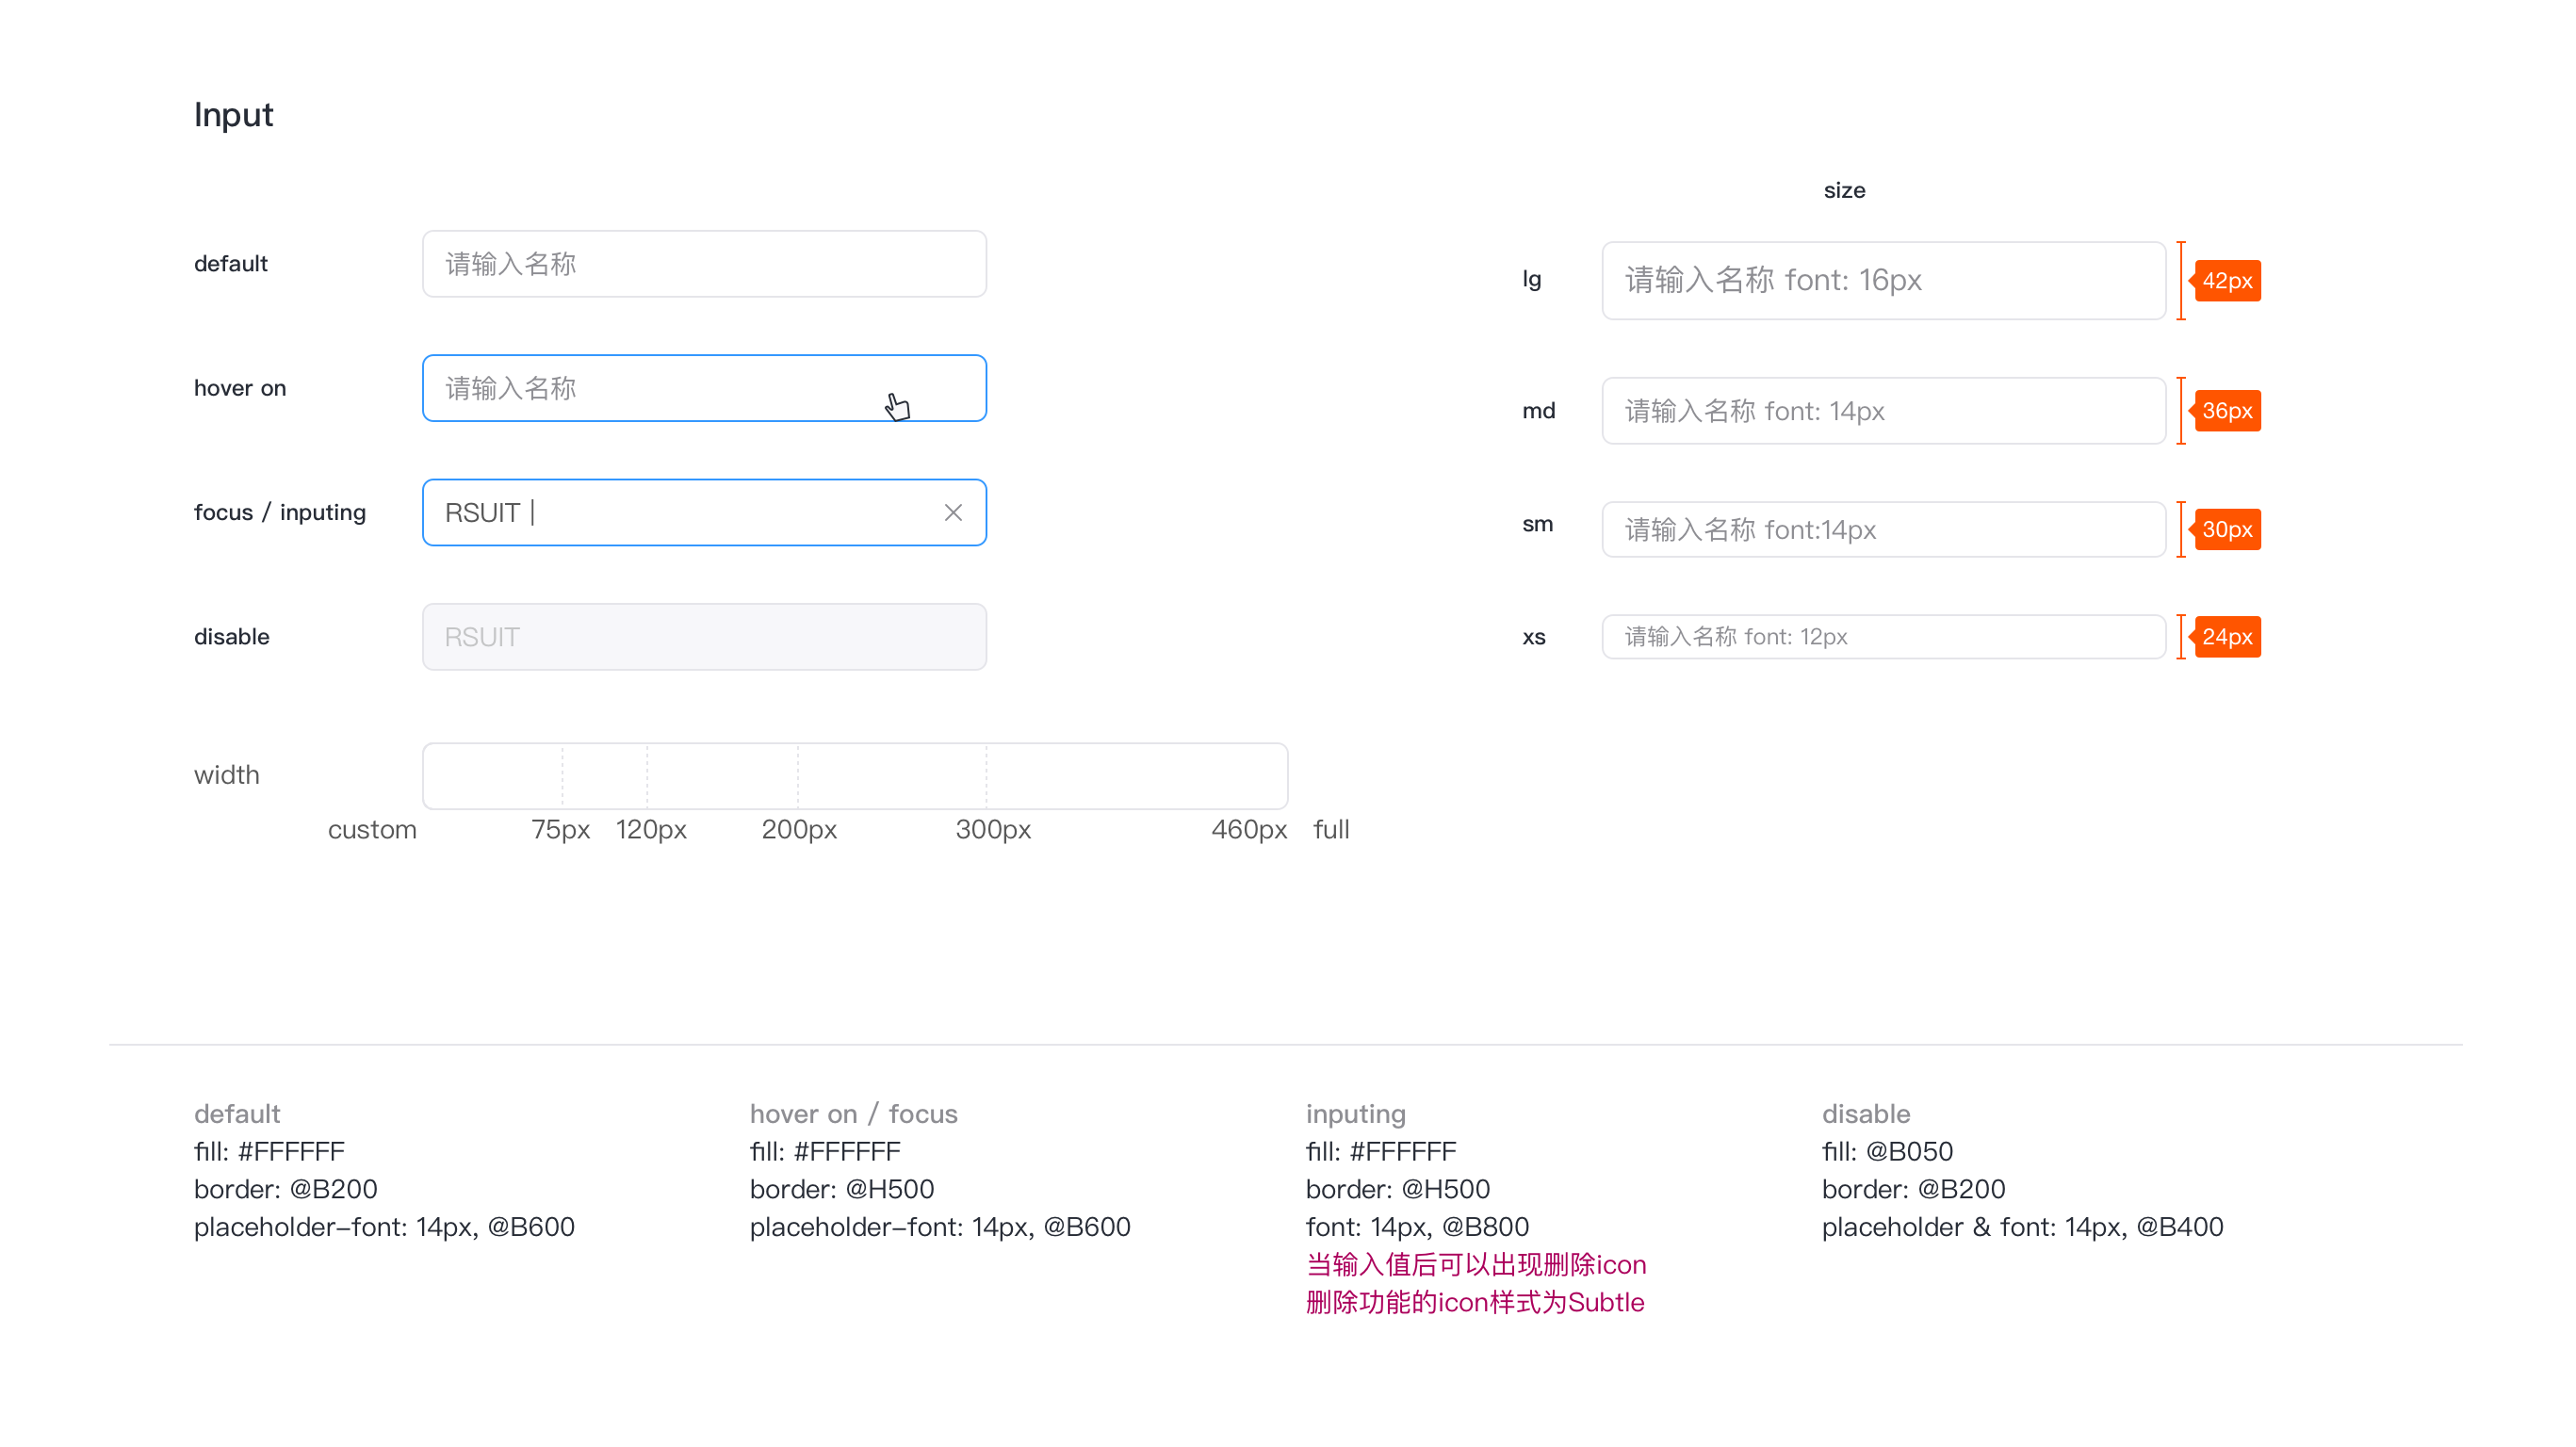 Input
default
请输入名称
hover on
请输入名称
focus / inputing
RSUIT
disable
RSUIT
width
custom 75px 120px 200px 300px 460px full
size
lg
请输入名称 font: 16px
42px
md
请输入名称 font: 14px
36px
sm
请输入名称 font:14px
30px
xs
请输入名称 font: 12px
24px
default
fill: #FFFFFF
border: @B200
placeholder-font: 14px, @B600
hover on / focus
fill: #FFFFFF
border: @H500
placeholder-font: 14px, @B600
inputing
fill: #FFFFFF
border: @H500
font: 14px, @B800
当输入值后可以出现删除icon
删除功能的icon样式为Subtle
disable
fill: @B050
border: @B200
placeholder & font: 14px, @B400